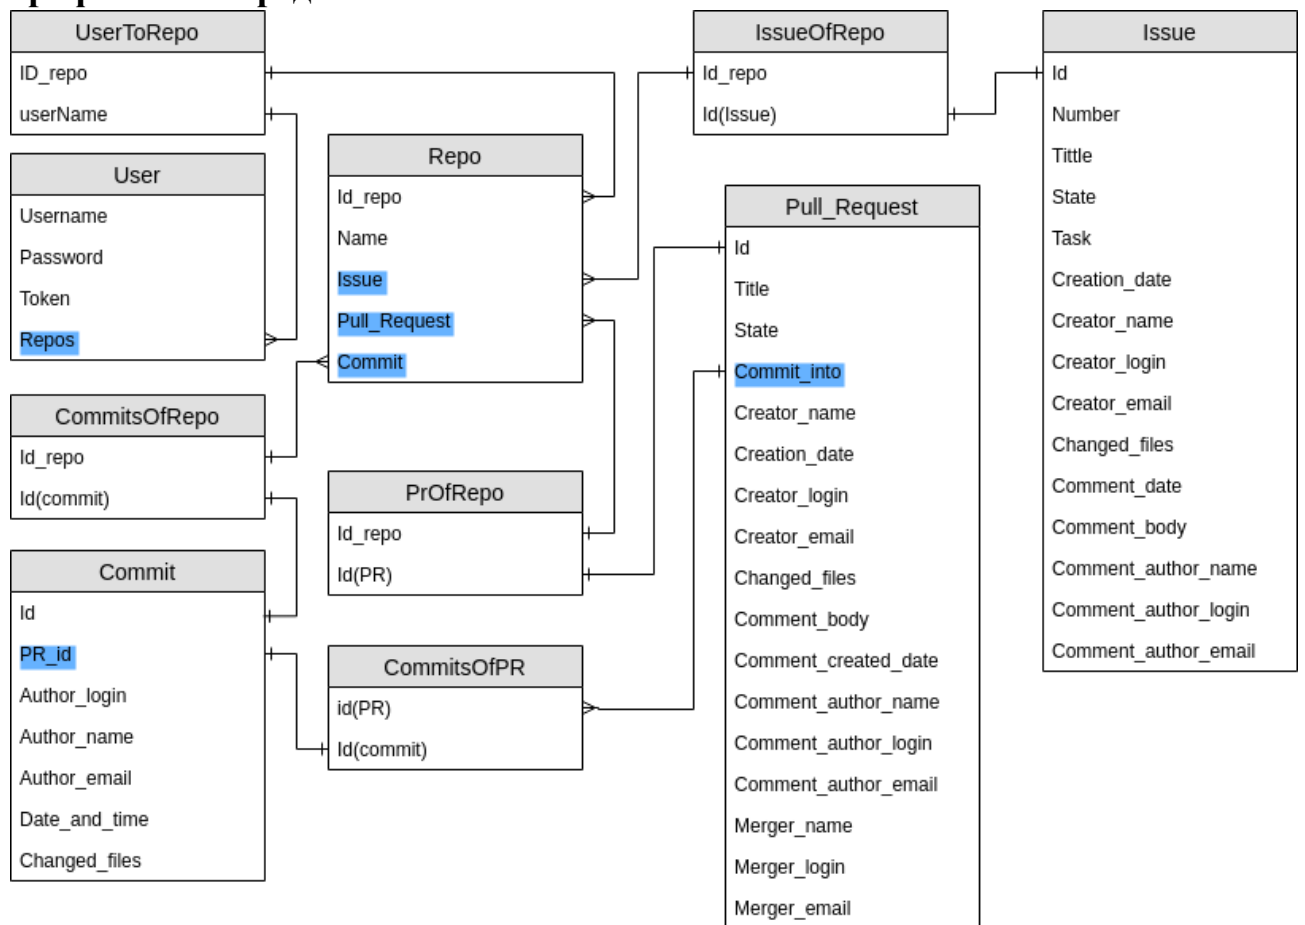 UserToRepo
ID_repo
userName
User
Username
Password
Token
Repos
CommitsOfRepo
Id_repo
Id(commit)
Commit
Id
PR_id
Author_login
Author_name
Author_email
Date_and_time
Changed_files
Repo
Id_repo
Name
Issue
Pull_Request
Commit
PrOfRepo
Id_repo
Id(PR)
CommitsOfPR
id(PR)
Id(commit)
IssueOfRepo
Id_repo
Id(Issue)
Pull_Request
Id
Title
State
Commit_into
Creator_name
Creation_date
Creator_login
Creator_email
Changed_files
Comment_body
Comment_created_date
Comment_author_name
Comment_author_login
Comment_author_email
Merger_name
Merger_login
Merger_email
Issue
Id
Number
Tittle
State
Task
Creation_date
Creator_name
Creator_login
Creator_email
Changed_files
Comment_date
Comment_body
Comment_author_name
Comment_author_login
Comment_author_email